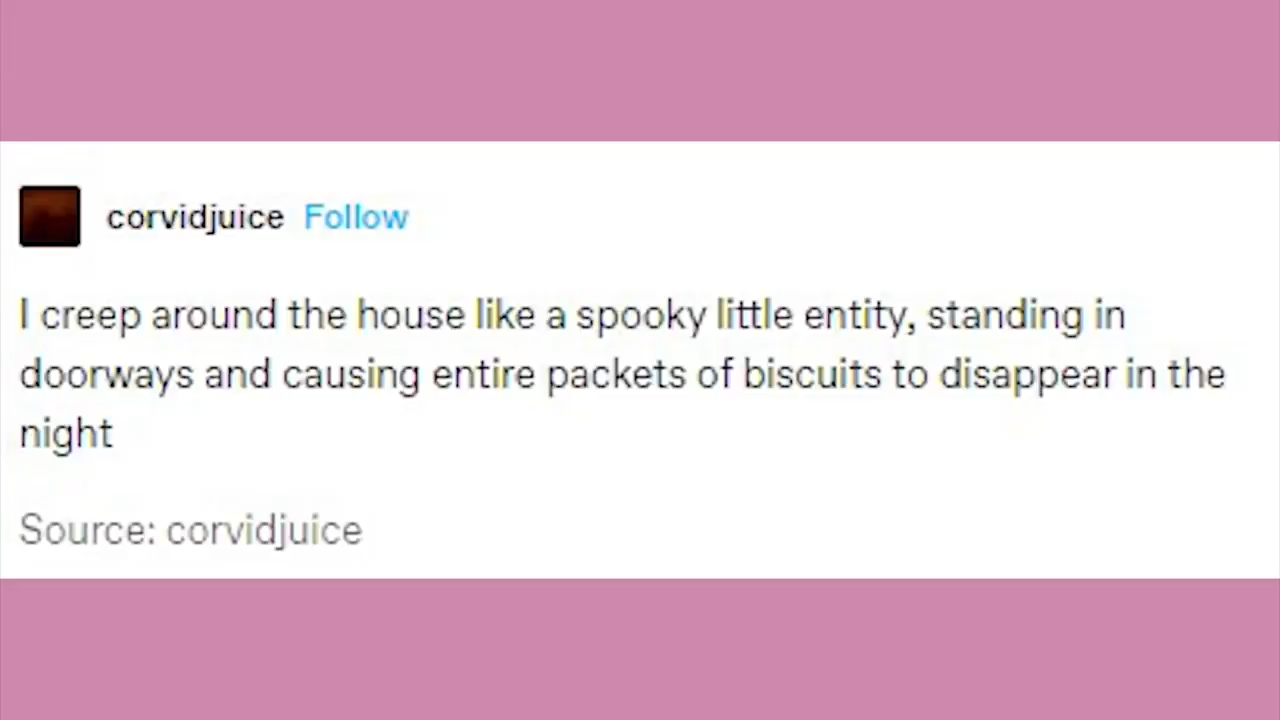 corvidjuice Follow
I creep around the house like a spooky little entity, standing in
doorways and causing entire packets of biscuits to disappear in the
night
Source: corvidjuice